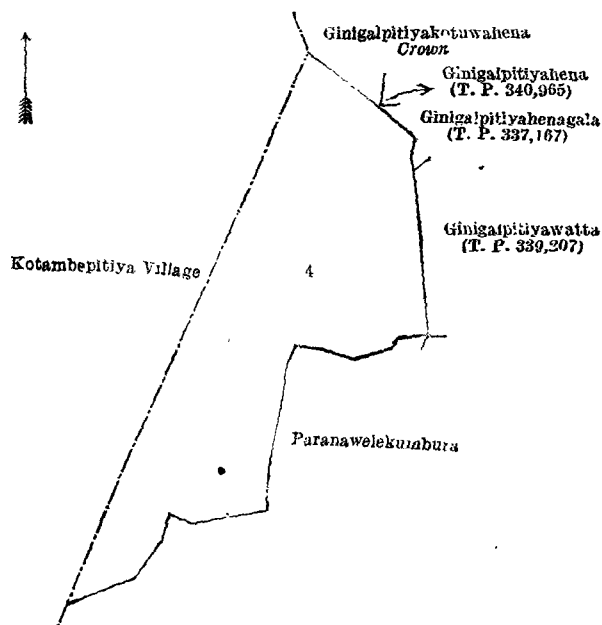 Ginigalpitiyakotuwahena
Crown
Ginigalpitiyahena
(T. P. 340,965)
Ginigalpitiyahenagala
(T. P. 337,167)
Ginigalpitiyawatta
(T. P. 339,207)
Kotambepitiya Village
4
Paranawelekumbura